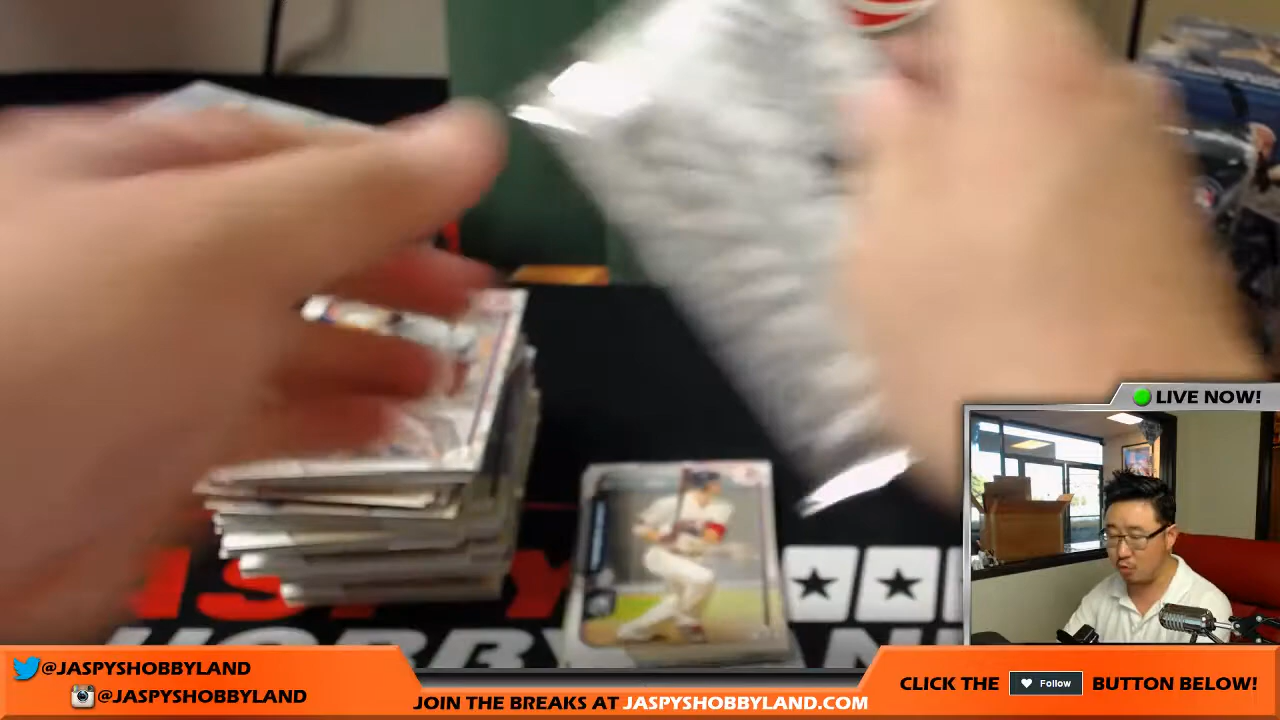 LIVE NOW!
@JASPYSHOBBYLAND
@JASPYSHOBBYLAND
JOIN THE BREAKS AT JASPYSHOBBYLAND.COM
CLICK THE Follow BUTTON BELOW!